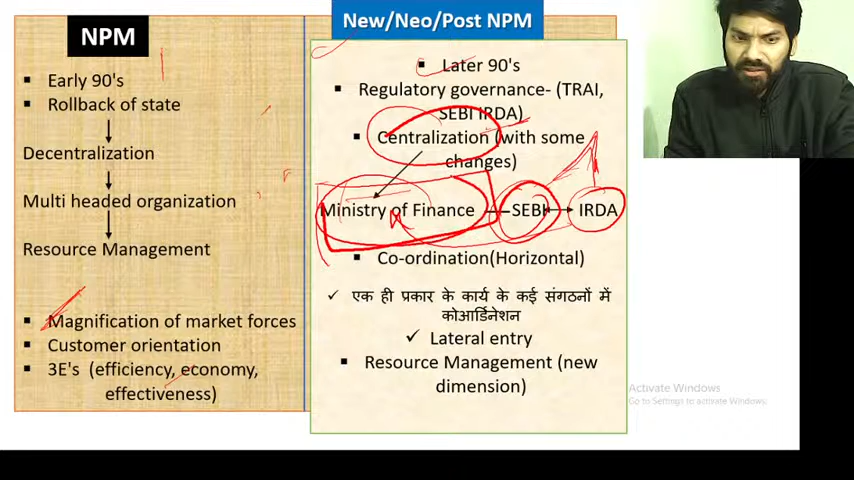 NPM
Early 90's
Rollback of state
Decentralization
Multi headed organization
Resource Management
Magnification of market forces
Customer orientation
3E's (efficiency, economy,
effectiveness)
New/Neo/Post NPM
Later 90's
Regulatory governance- (TRAI,
SEBI IRDA)
Centralization (with some
changes)
Ministry of Finance SEBI IRDA
Co-ordination(Horizontal)
एक ही प्रकार के कार्य के कई संगठनों में
कोआर्डिनेशन
Lateral entry
Resource Management (new
dimension)
Activate Windows
Go to Settings to activate Windows.